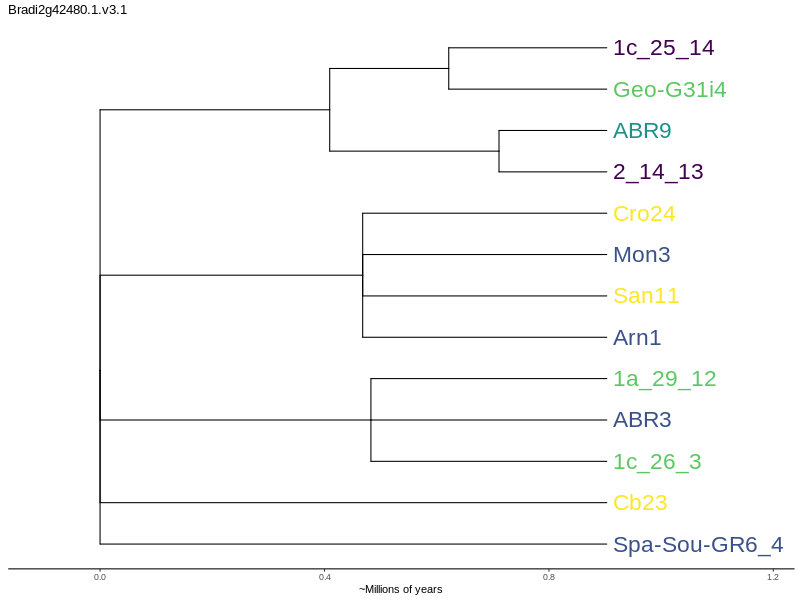 Bradi2g42480.1.v3.1
1c_25_14
Geo-G31i4
ABR9
2_14_13
Cro24
Mon3
San11
Arn1
1a_29_12
ABR3
1c_26_3
Cb23
Spa-Sou-GR6_4
0.0 0.4 0.8 1.2
~Millions of years